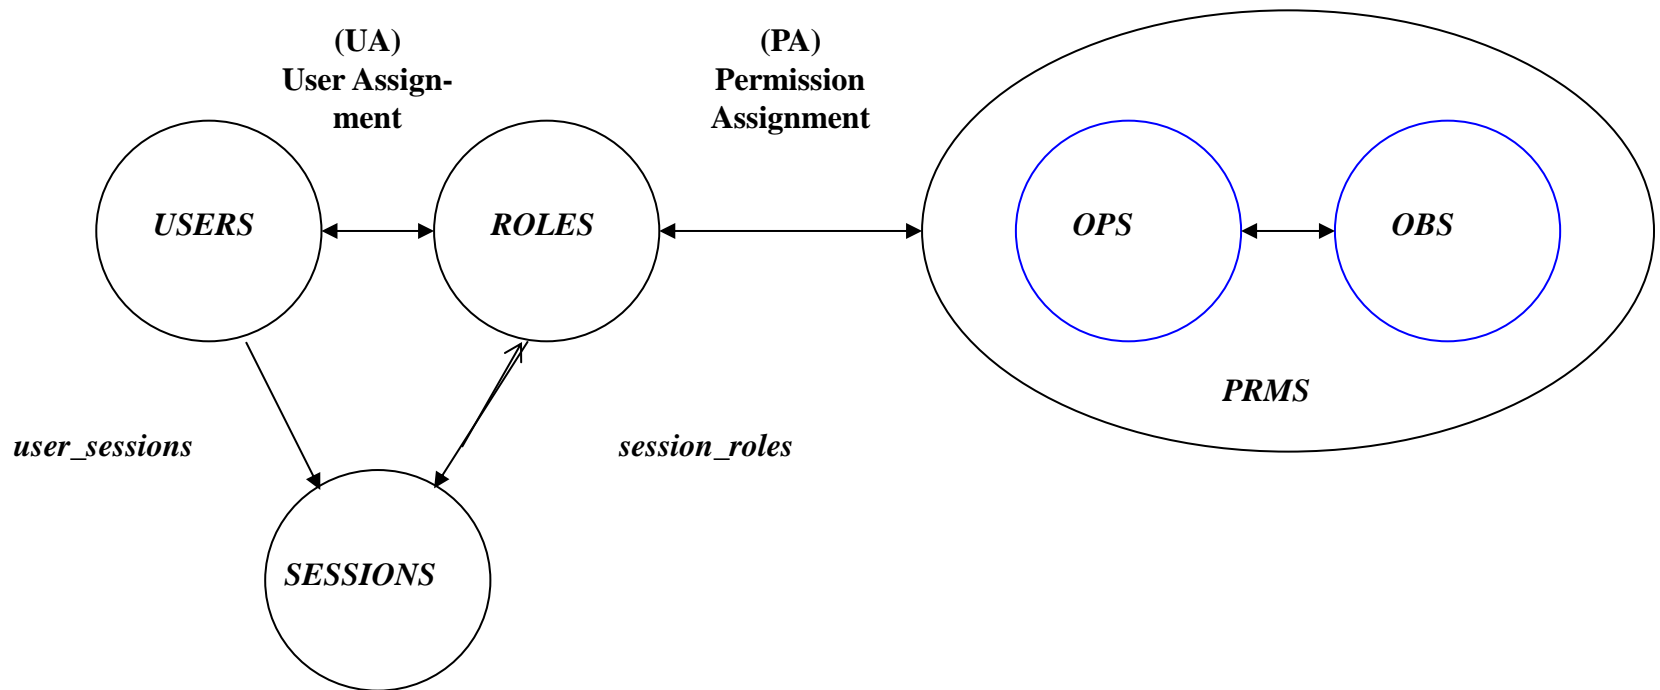 (UA)
User Assign-
ment
(PA)
Permission
Assignment
USERS
ROLES
OPS
OBS
PRMS
user_sessions
session_roles
SESSIONS